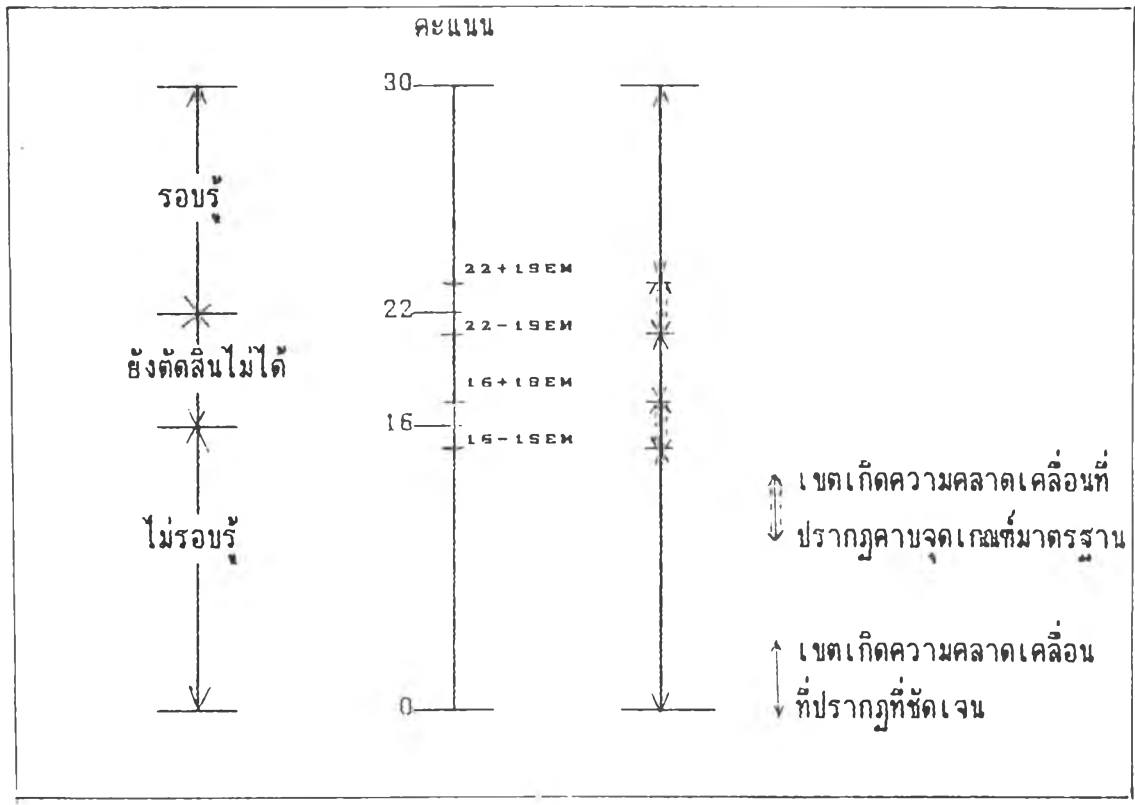 คะแนน
30
รอบรู้
22+1SEM
22
22-1SEM
ยังตัดสินไม่ได้
16+1SEM
16
16-1SEM
เขตเกิดความคลาดเคลื่อนที่
ปรากฏคาบจุดเกณฑ์มาตรฐาน
ไม่รอบรู้
เขตเกิดความคลาดเคลื่อน
ที่ปรากฏที่ชัดเจน
0